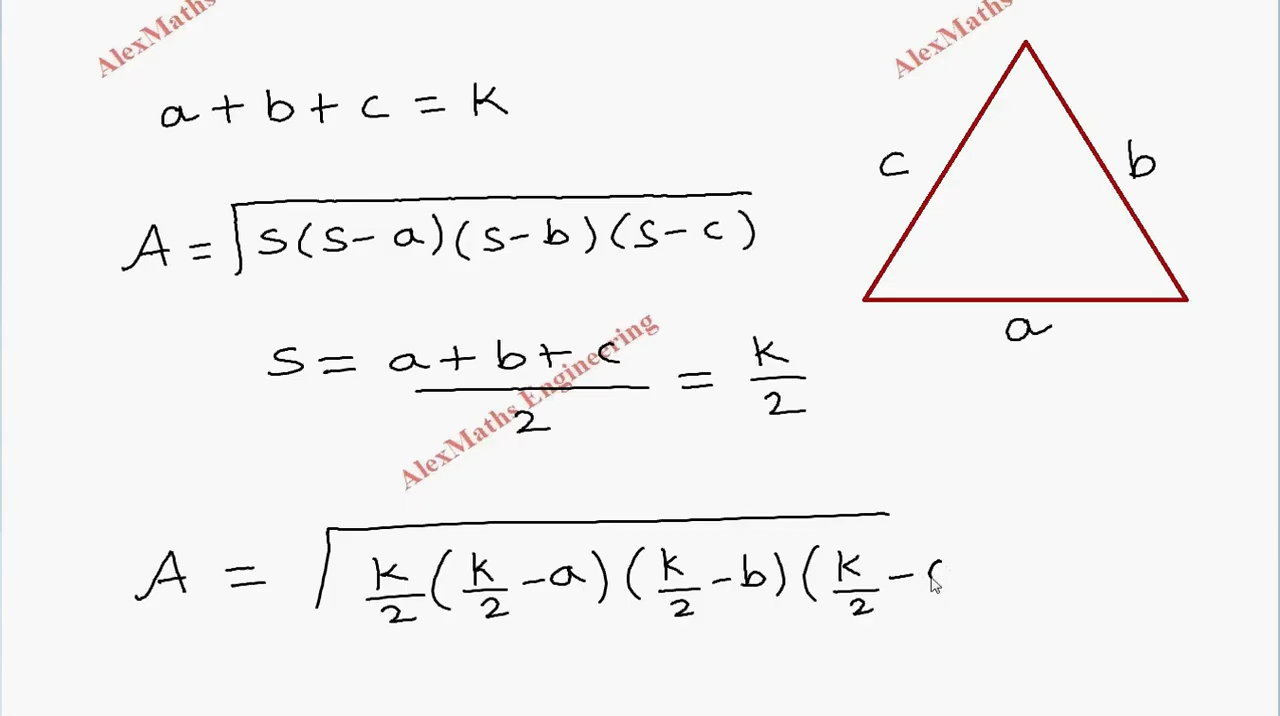 AlexMaths
AlexMaths
a + b + c = k
c
b
A = √s(s - a)(s - b)(s - c)
a
s = a + b + c / 2 = k / 2
AlexMaths Engineering
A = √k/2 (k/2 - a)(k/2 - b)(k/2 - c